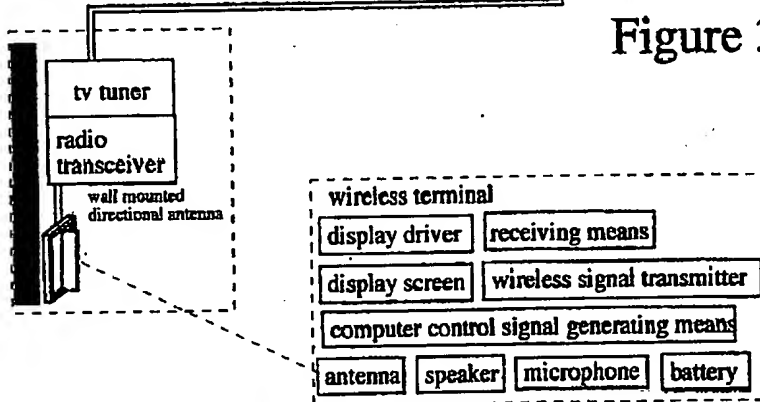 Figure
tv tuner
radio
transceiver
wall mounted
directional antenna
wireless terminal
display driver receiving means
display screen wireless signal transmitter
computer control signal generating means
antenna speaker microphone battery